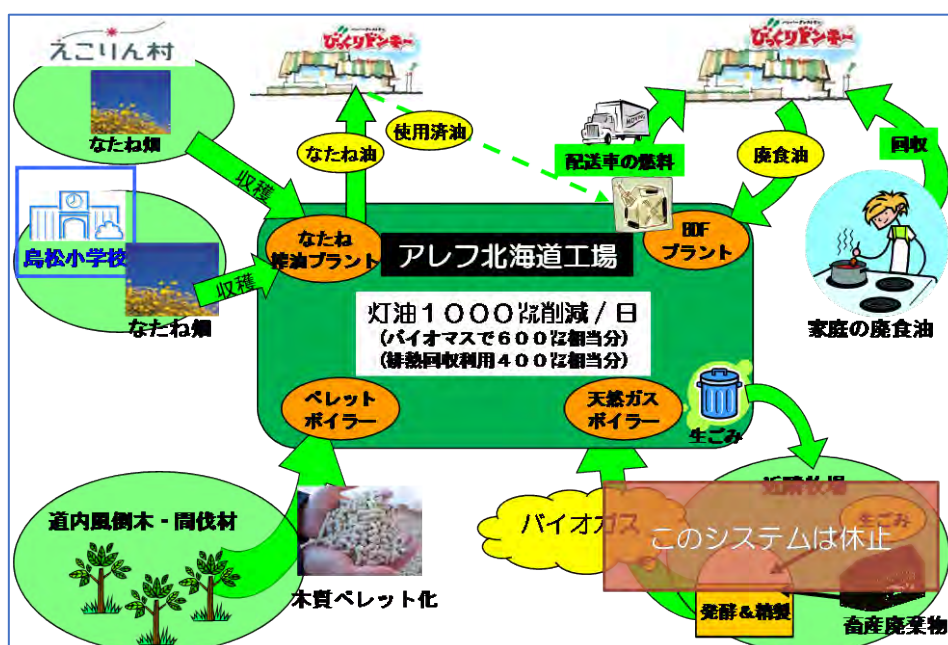 えこりん村
なたね畑
びっくりドンキー
びっくりドンキー
なたね油
使用済油
配送車の燃料
廃食油
回収
収穫
島松小学校
なたね畑
収穫
なたね
搾油プラント
アレフ北海道工場
BDF
プラント
家庭の廃食油
灯油1000㍑削減/日
(バイオマスで600㍑相当分)
(排熱回収利用400㍑相当分)
ペレット
ボイラー
天然ガス
ボイラー
生ごみ
道内風倒木・間伐材
木質ペレット化
バイオガス
近隣牧場
生ごみ
このシステムは休止
発酵&精製
畜産廃棄物